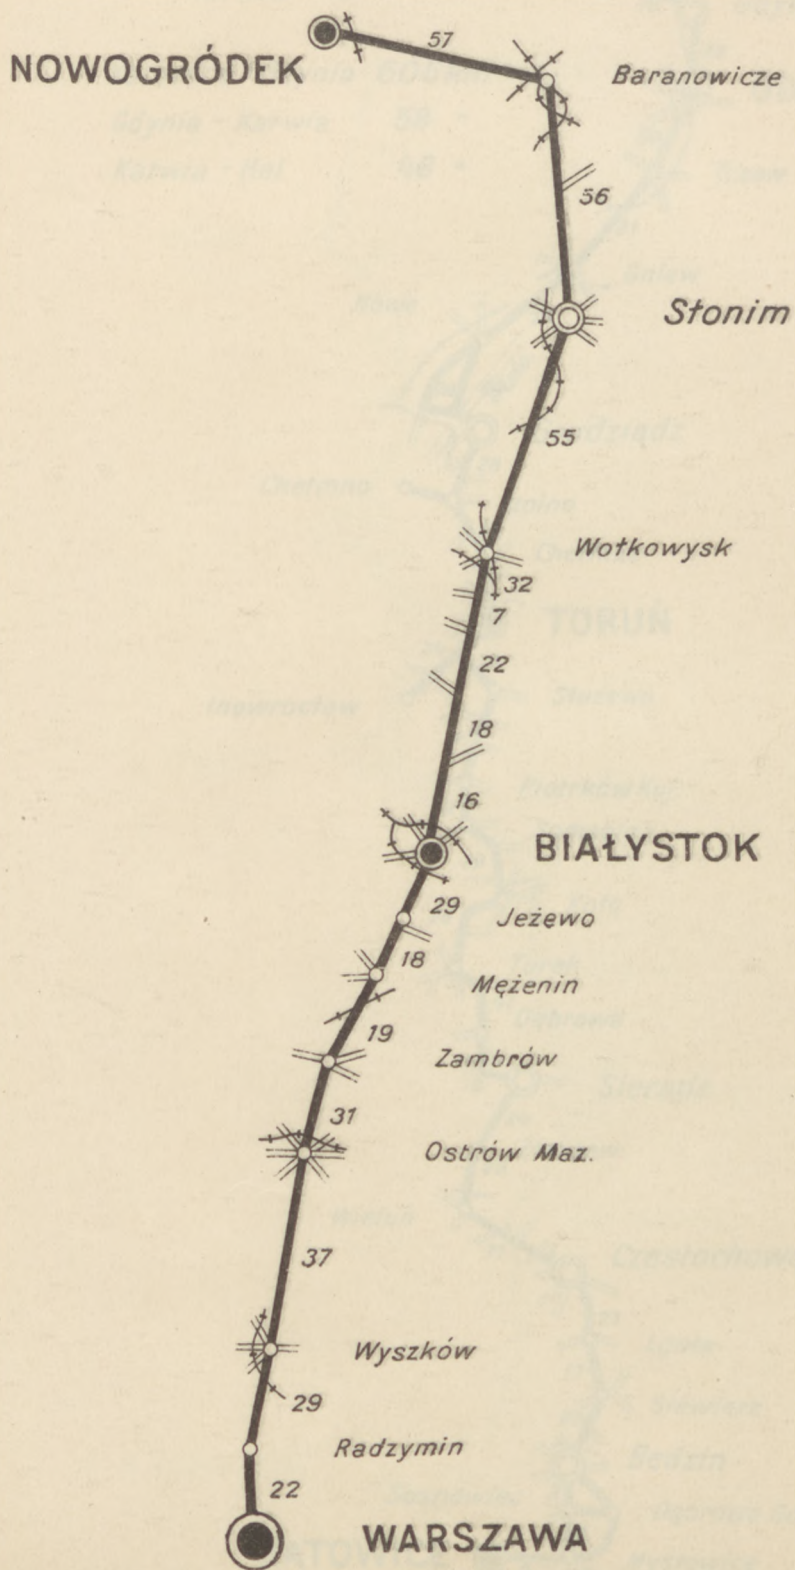 57
NOWOGRÓDEK
Baranowicze
56
Słonim
55
Wołkowysk
32
7
22
18
16
BIAŁYSTOK
29
Jeżewo
18
Mężenin
19
Zambrów
31
Ostrów Maz.
37
Wyszków
29
Radzymin
22
WARSZAWA
TORUŃ